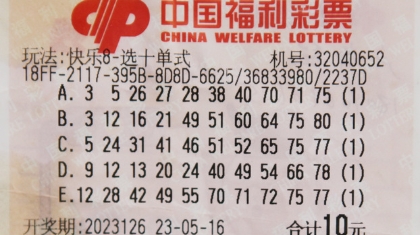 中国福利彩票
CHINA WELFARE LOTTERY
玩法:快乐8-选十单式 机号:32040652
18FF-2117-395B-8D8D-6625/36833980/2237D
A. 3 5 26 27 28 38 40 70 71 75 (1)
B. 3 12 16 21 49 51 60 64 75 80 (1)
C. 5 24 31 41 46 51 52 65 75 77 (1)
D. 9 12 13 20 24 40 49 50 76 77 (1)
E.12 28 42 49 55 70 71 72 75 77 (1)
开奖期:2023126 23-05-16 合计10元